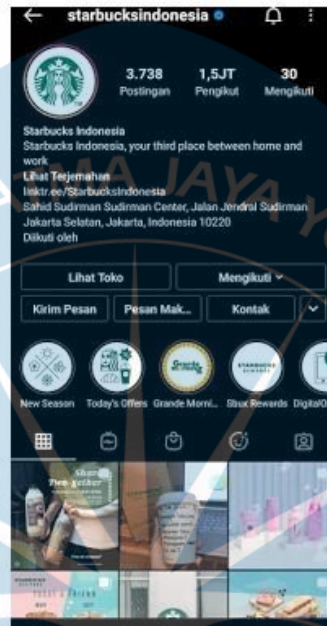 starbucksindonesia
3.738
1,5JT
30
Postingan
Pengikut
Mengikuti
Starbucks Indonesia
Starbucks Indonesia, your third place between home and
work
Lihat Terjemahan
linktr.ee/StarbucksIndonesia
Sahid Sudirman Sudirman Center, Jalan Jendral Sudirman
Jakarta Selatan, Jakarta, Indonesia 10220
Diikuti oleh
Lihat Toko
Mengikuti
Kirim Pesan
Pesan Mak...
Kontak
New Season
Today's Offers
Grande Morni...
Sbux Rewards
DigitalO